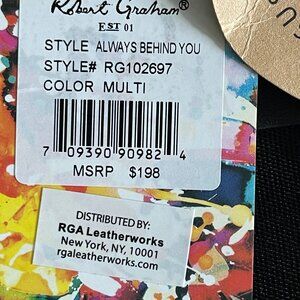 Robert Graham®
EST 01
STYLE ALWAYS BEHIND YOU
STYLE# RG102697
COLOR MULTI
7 09390 90982 4
MSRP $198
DISTRIBUTED BY:
RGA Leatherworks
New York, NY, 10001
rgaleatherworks.com